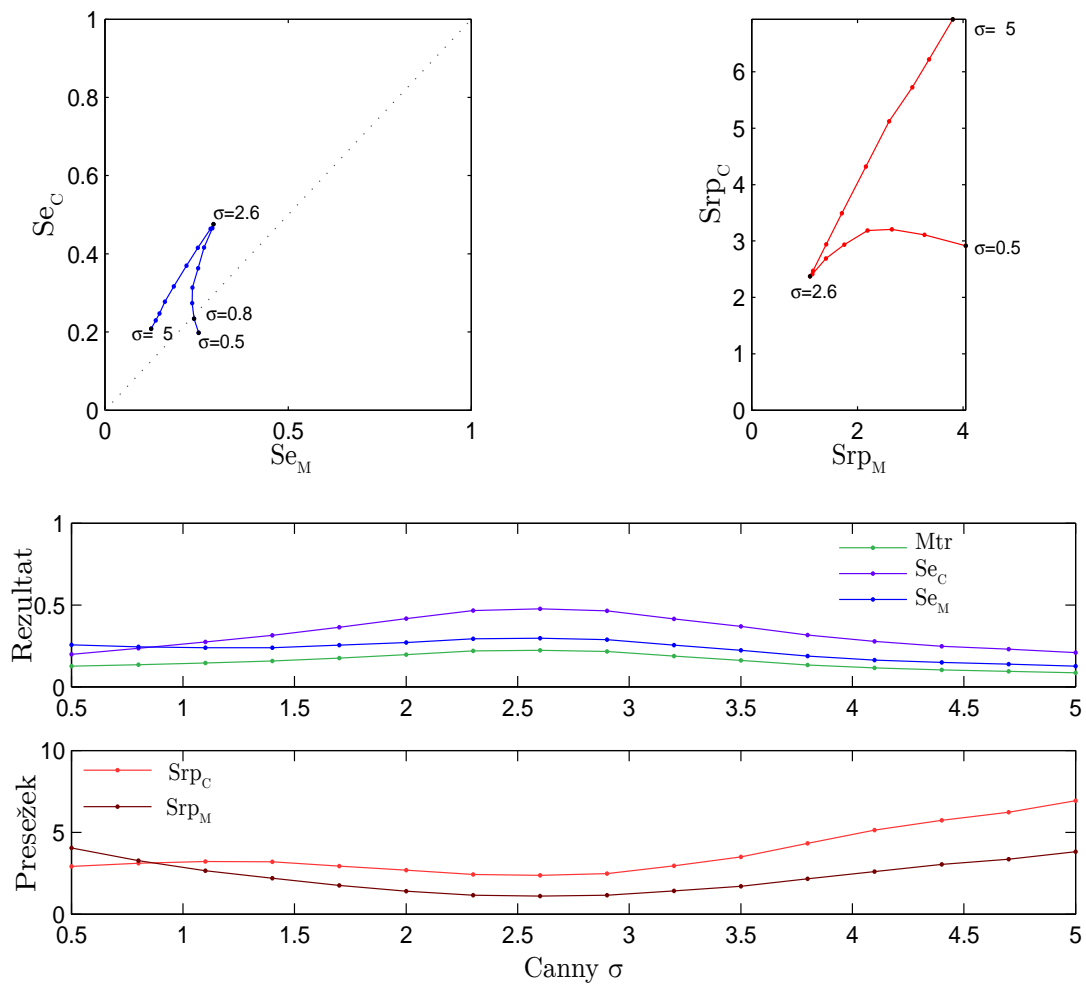 1
0.8
0.6
0.4
0.2
0
Se_C
σ=2.6
σ=0.8
σ= 5
σ=0.5
0
0.5
1
Se_M
6
5
4
3
2
1
0
Srp_C
σ= 5
σ=0.5
σ=2.6
0
2
4
Srp_M
1
0.5
0
Rezultat
Mtr
Se_C
Se_M
0.5
1
1.5
2
2.5
3
3.5
4
4.5
5
10
5
0
Presežek
Srp_C
Srp_M
0.5
1
1.5
2
2.5
3
3.5
4
4.5
5
Canny σ